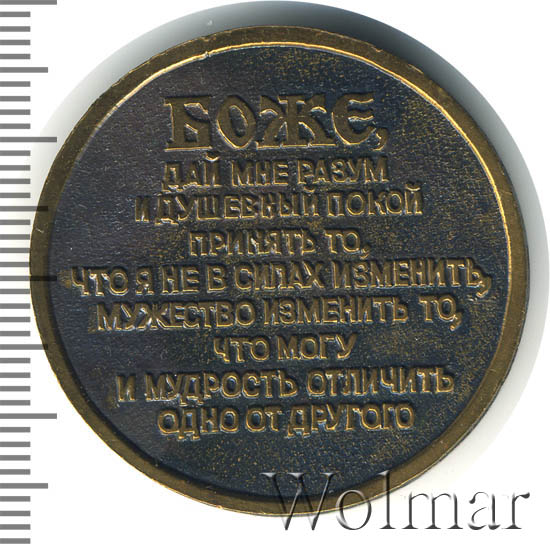 БОЖЕ,
ДАЙ МНЕ РАЗУМ
И ДУШЕВНЫЙ ПОКОЙ
ПРИНЯТЬ ТО,
ЧТО Я НЕ В СИЛАХ ИЗМЕНИТЬ,
МУЖЕСТВО ИЗМЕНИТЬ ТО,
ЧТО МОГУ
И МУДРОСТЬ ОТЛИЧИТЬ
ОДНО ОТ ДРУГОГО
Wolmar